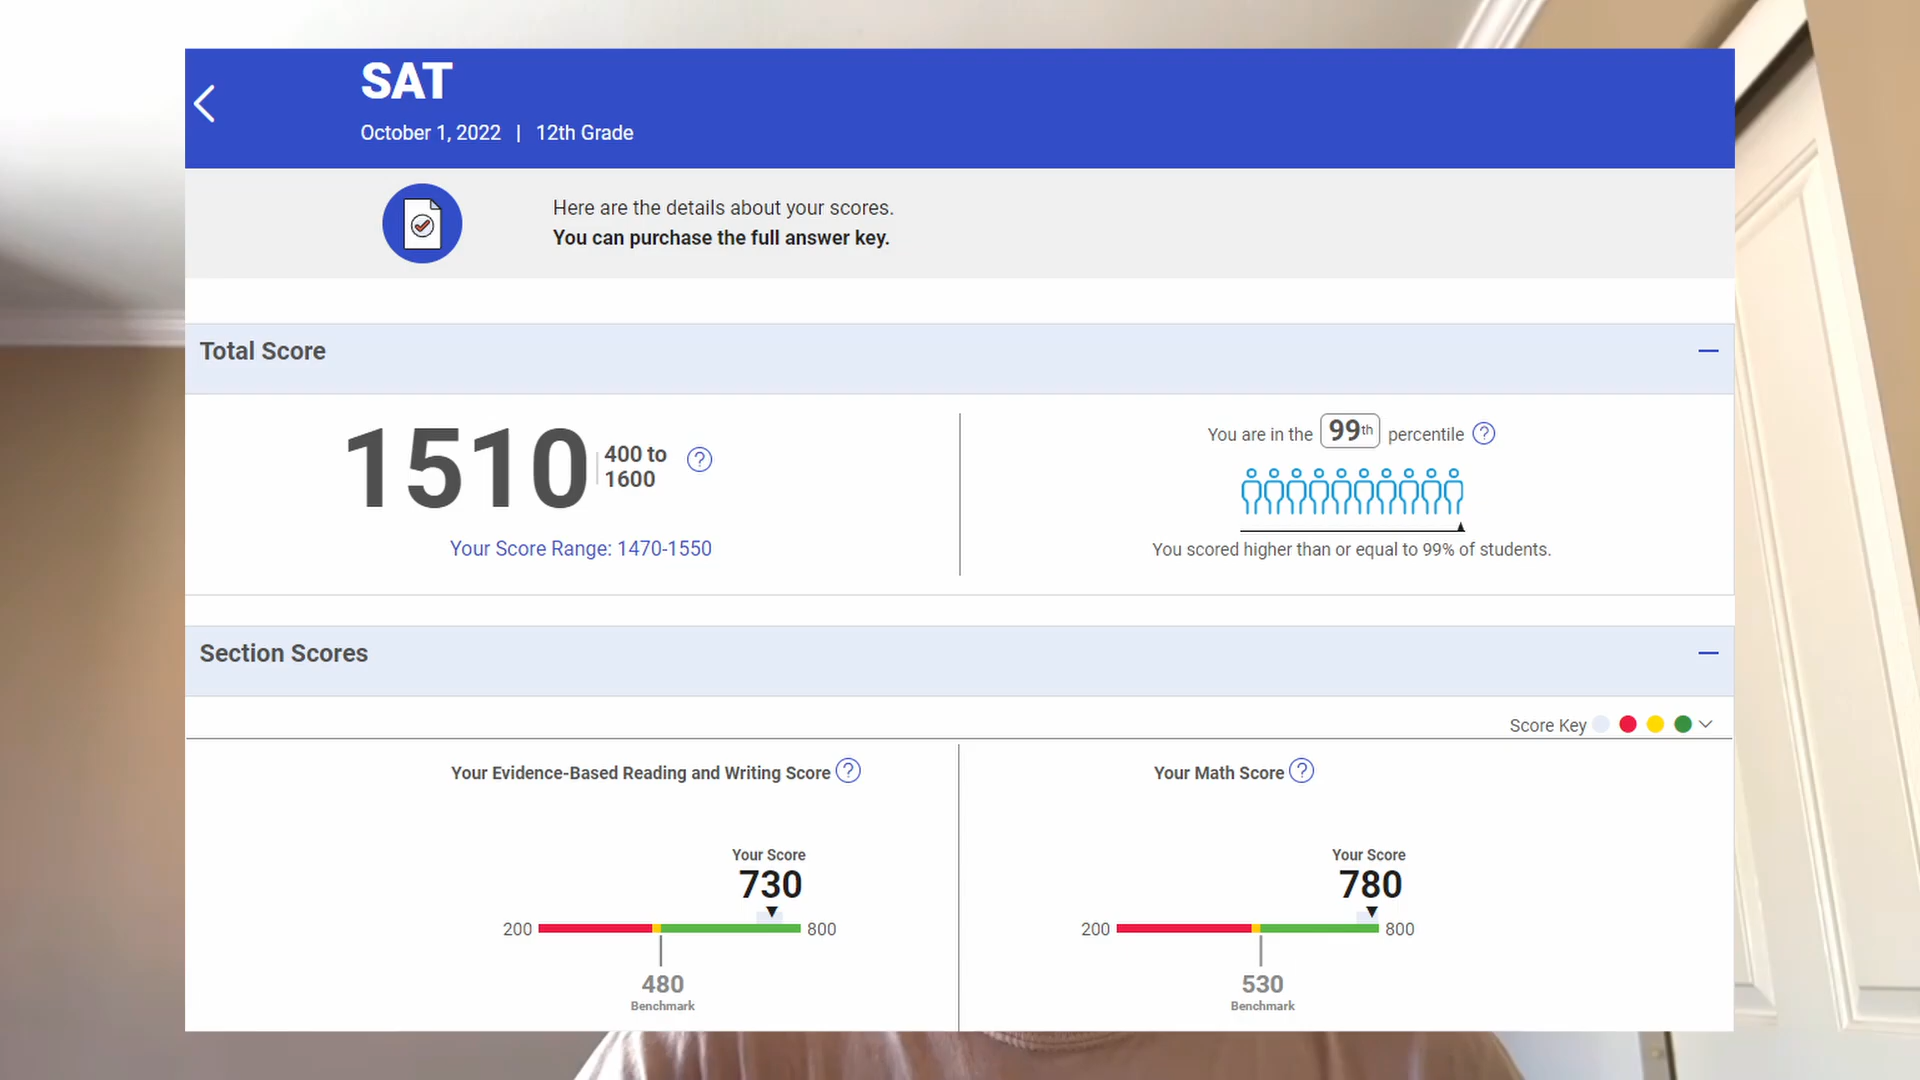 SAT
October 1, 2022 | 12th Grade
Here are the details about your scores.
You can purchase the full answer key.
Total Score
1510
400 to
1600
?
Your Score Range: 1470-1550
You are in the 99th percentile ?
You scored higher than or equal to 99% of students.
Section Scores
Score Key
Your Evidence-Based Reading and Writing Score ?
Your Score
730
200
800
480
Benchmark
Your Math Score ?
Your Score
780
200
800
530
Benchmark